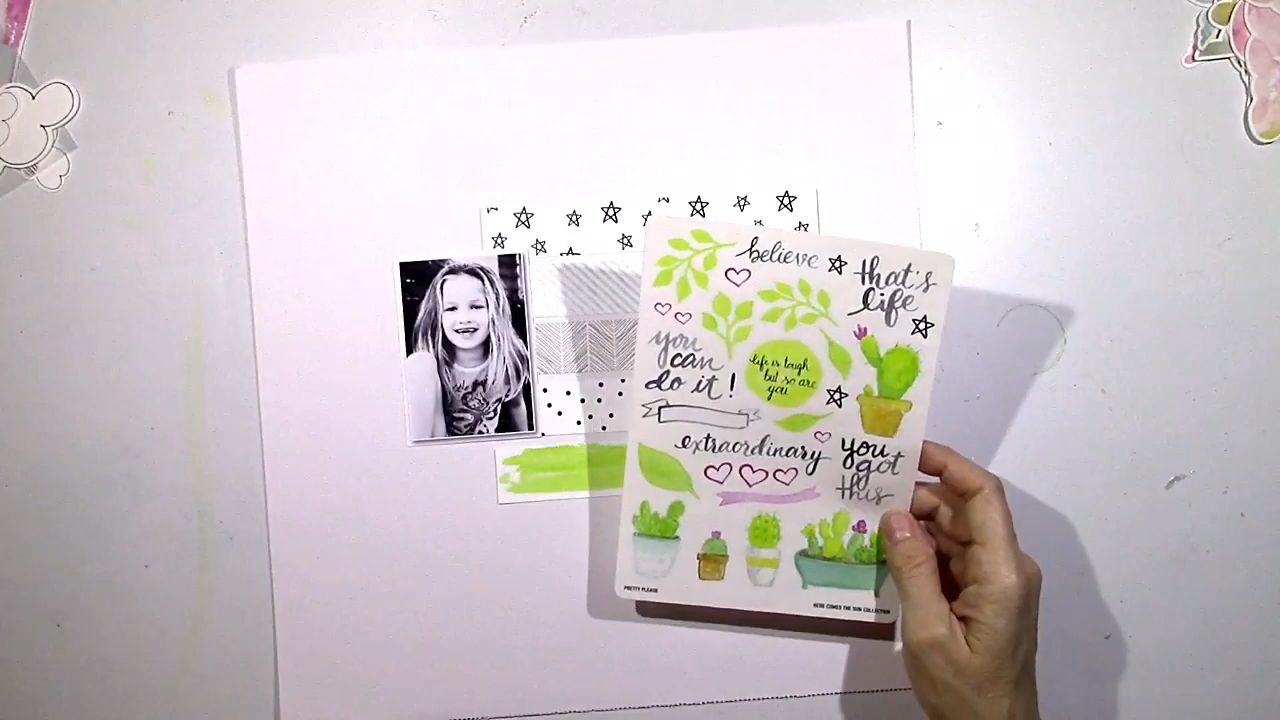 believe
that's
life
you
can
do it!
life is tough
but so are
you
extraordinary
you
got
this
PRETTY PLEASE
HERE COMES THE SUN COLLECTION